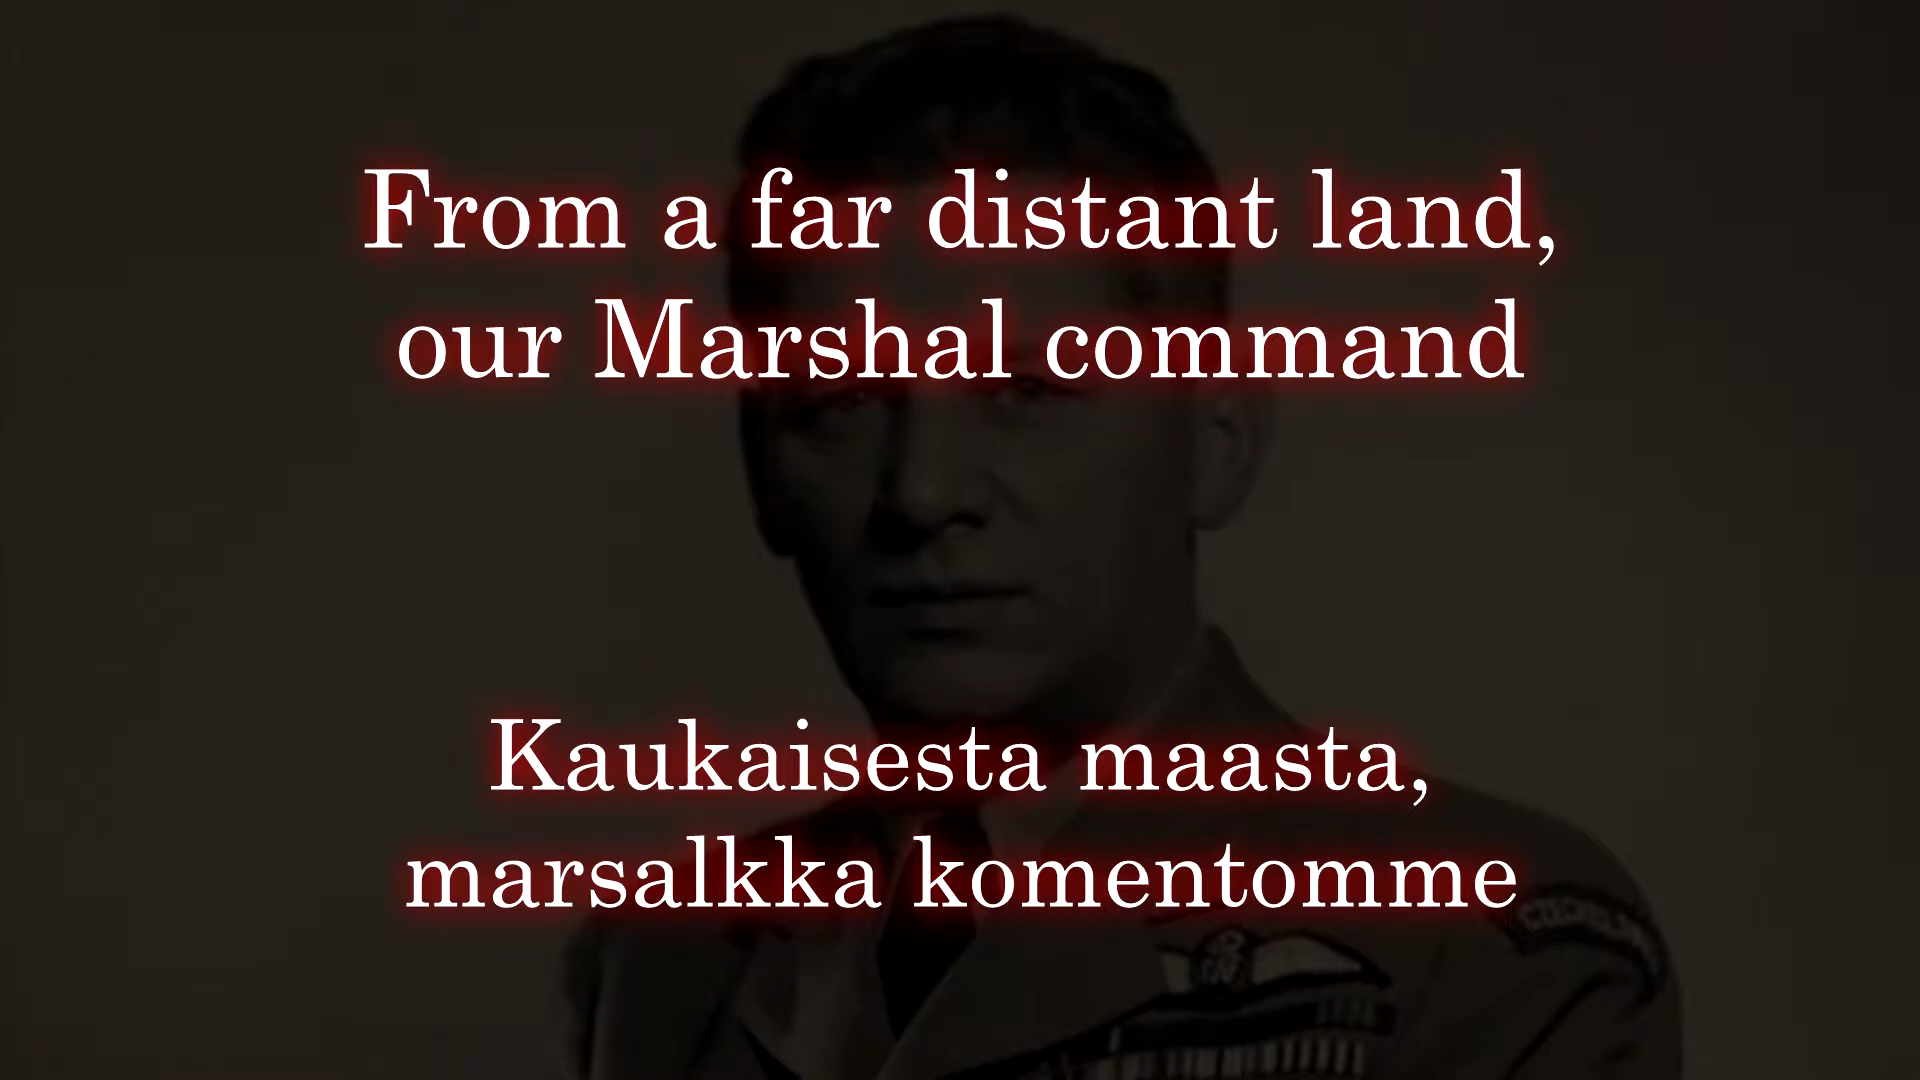 From a far distant land,
our Marshal command
Kaukaisesta maasta,
marsalkka komentomme